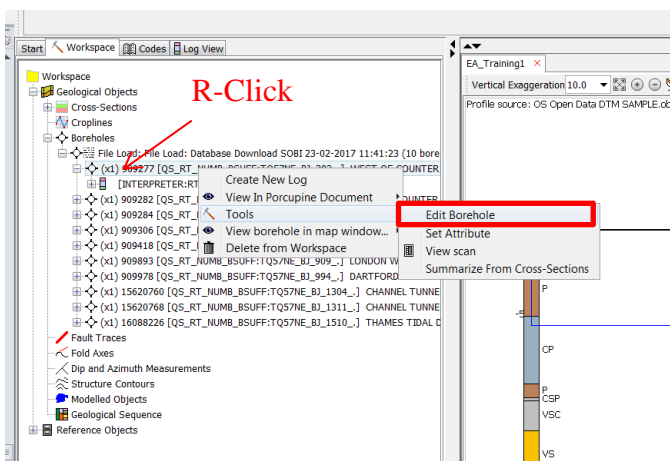 Start Workspace Codes Log View
EA_Training1
Workspace
Vertical Exaggeration 10.0
Geological Objects
R-Click
Profile source: OS Open Data DTM SAMPLE.ob
Cross-Sections
Croplines
Boreholes
File Load: File Load: Database Download SOBI 23-02-2017 11:41:23 (10 bore
(x1) 909277 [QS_RT_NUMB_BSUFF:TQ57NE_BJ_ WEST OF COUNTER
[INTERPRETER:RT
Create New Log
(x1) 909282 [QS_RT_
View In Porcupine Document
COUNTER
(x1) 909284 [QS_RT_
Tools
Edit Borehole
(x1) 909306 [QS_RT_
View borehole in map window...
Set Attribute
(x1) 909418 [QS_RT_
Delete from Workspace
View scan
(x1) 909893 [QS_RT_NUMB_BSUFF:TQ57NE_BJ_909_.] LONDON W
Summarize From Cross-Sections
(x1) 909978 [QS_RT_NUMB_BSUFF:TQ57NE_BJ_994_.] DARTFORD
(x1) 15620760 [QS_RT_NUMB_BSUFF:TQ57NE_BJ_1304_.] CHANNEL TUNNE
P
(x1) 15620768 [QS_RT_NUMB_BSUFF:TQ57NE_BJ_1311_.] CHANNEL TUNNE
(x1) 16088226 [QS_RT_NUMB_BSUFF:TQ57NE_BJ_1510_.] THAMES TIDAL D
-5
Fault Traces
CP
Fold Axes
Dip and Azimuth Measurements
Structure Contours
P
Modelled Objects
CSP
Geological Sequence
VSC
Reference Objects
VS